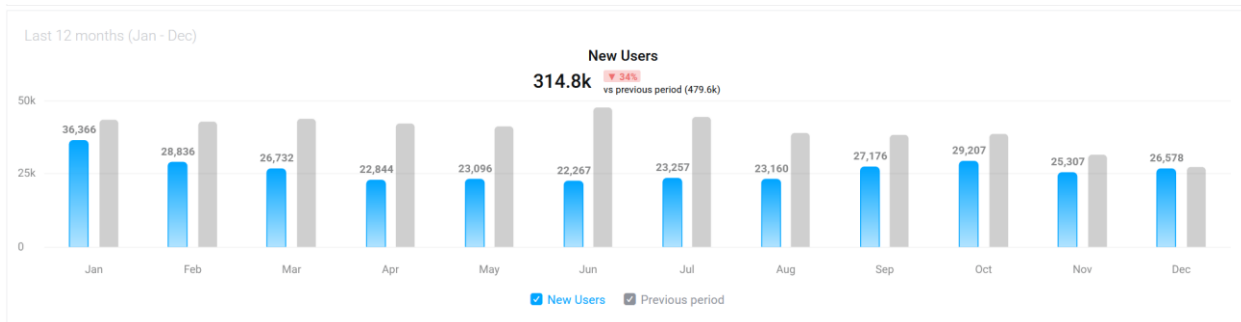 Last 12 months (Jan - Dec)
New Users
314.8k ▼ 34%
vs previous period (479.6k)
50k
36,366 28,836 26,732 22,844 23,096 22,267 23,257 23,160 27,176 29,207 25,307 26,578
25k
0
Jan Feb Mar Apr May Jun Jul Aug Sep Oct Nov Dec
New Users Previous period